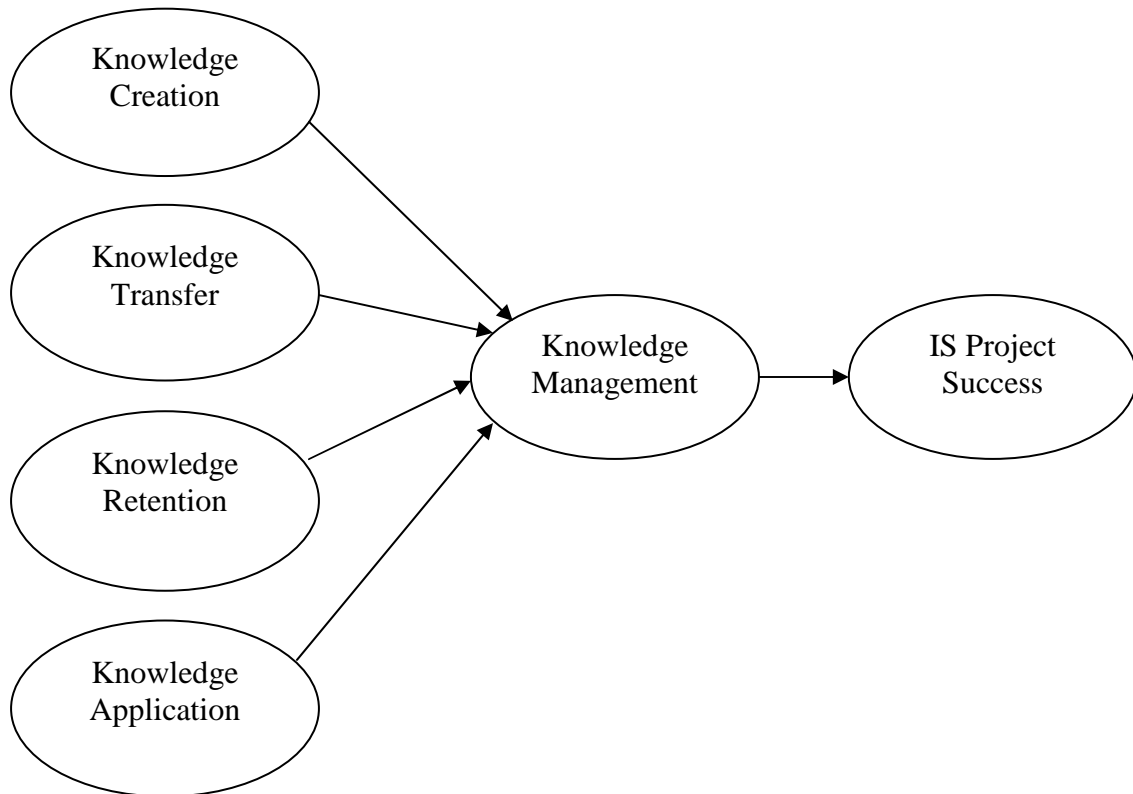 Knowledge
Creation
Knowledge
Transfer
Knowledge
Retention
Knowledge
Application
Knowledge
Management
IS Project
Success